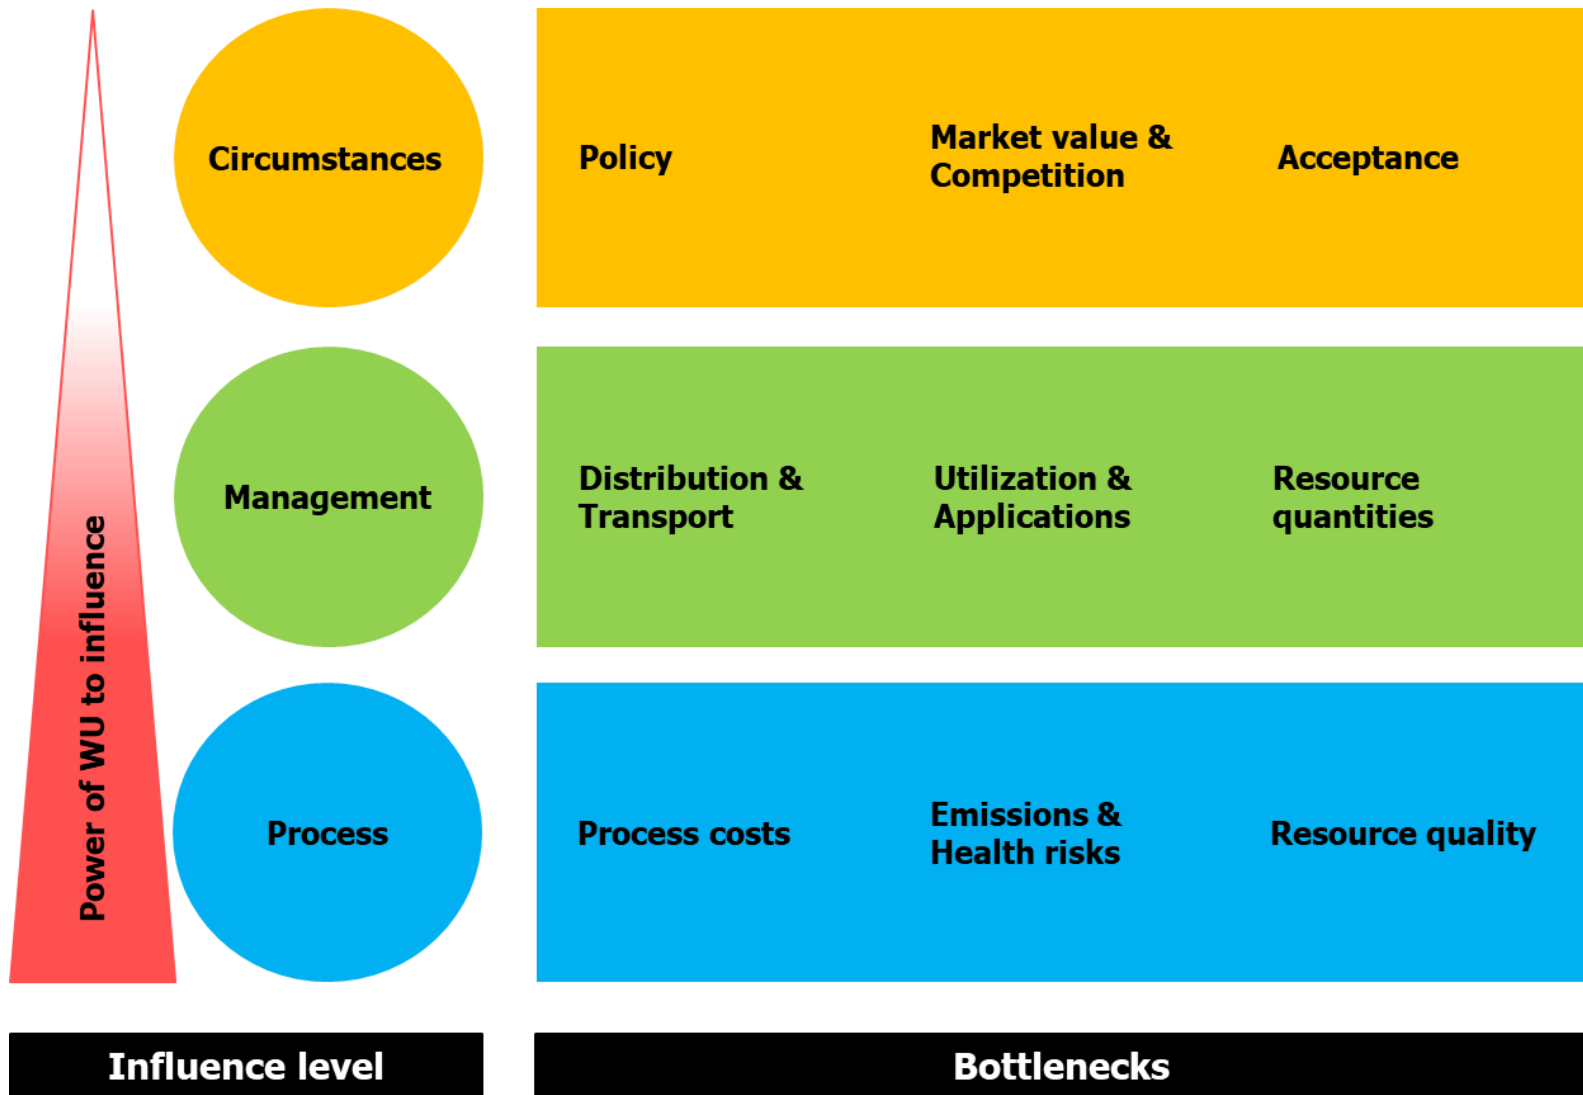 Power of WU to influence
Circumstances
Policy
Market value &
Competition
Acceptance
Management
Distribution &
Transport
Utilization &
Applications
Resource
quantities
Process
Process costs
Emissions &
Health risks
Resource quality
Influence level
Bottlenecks